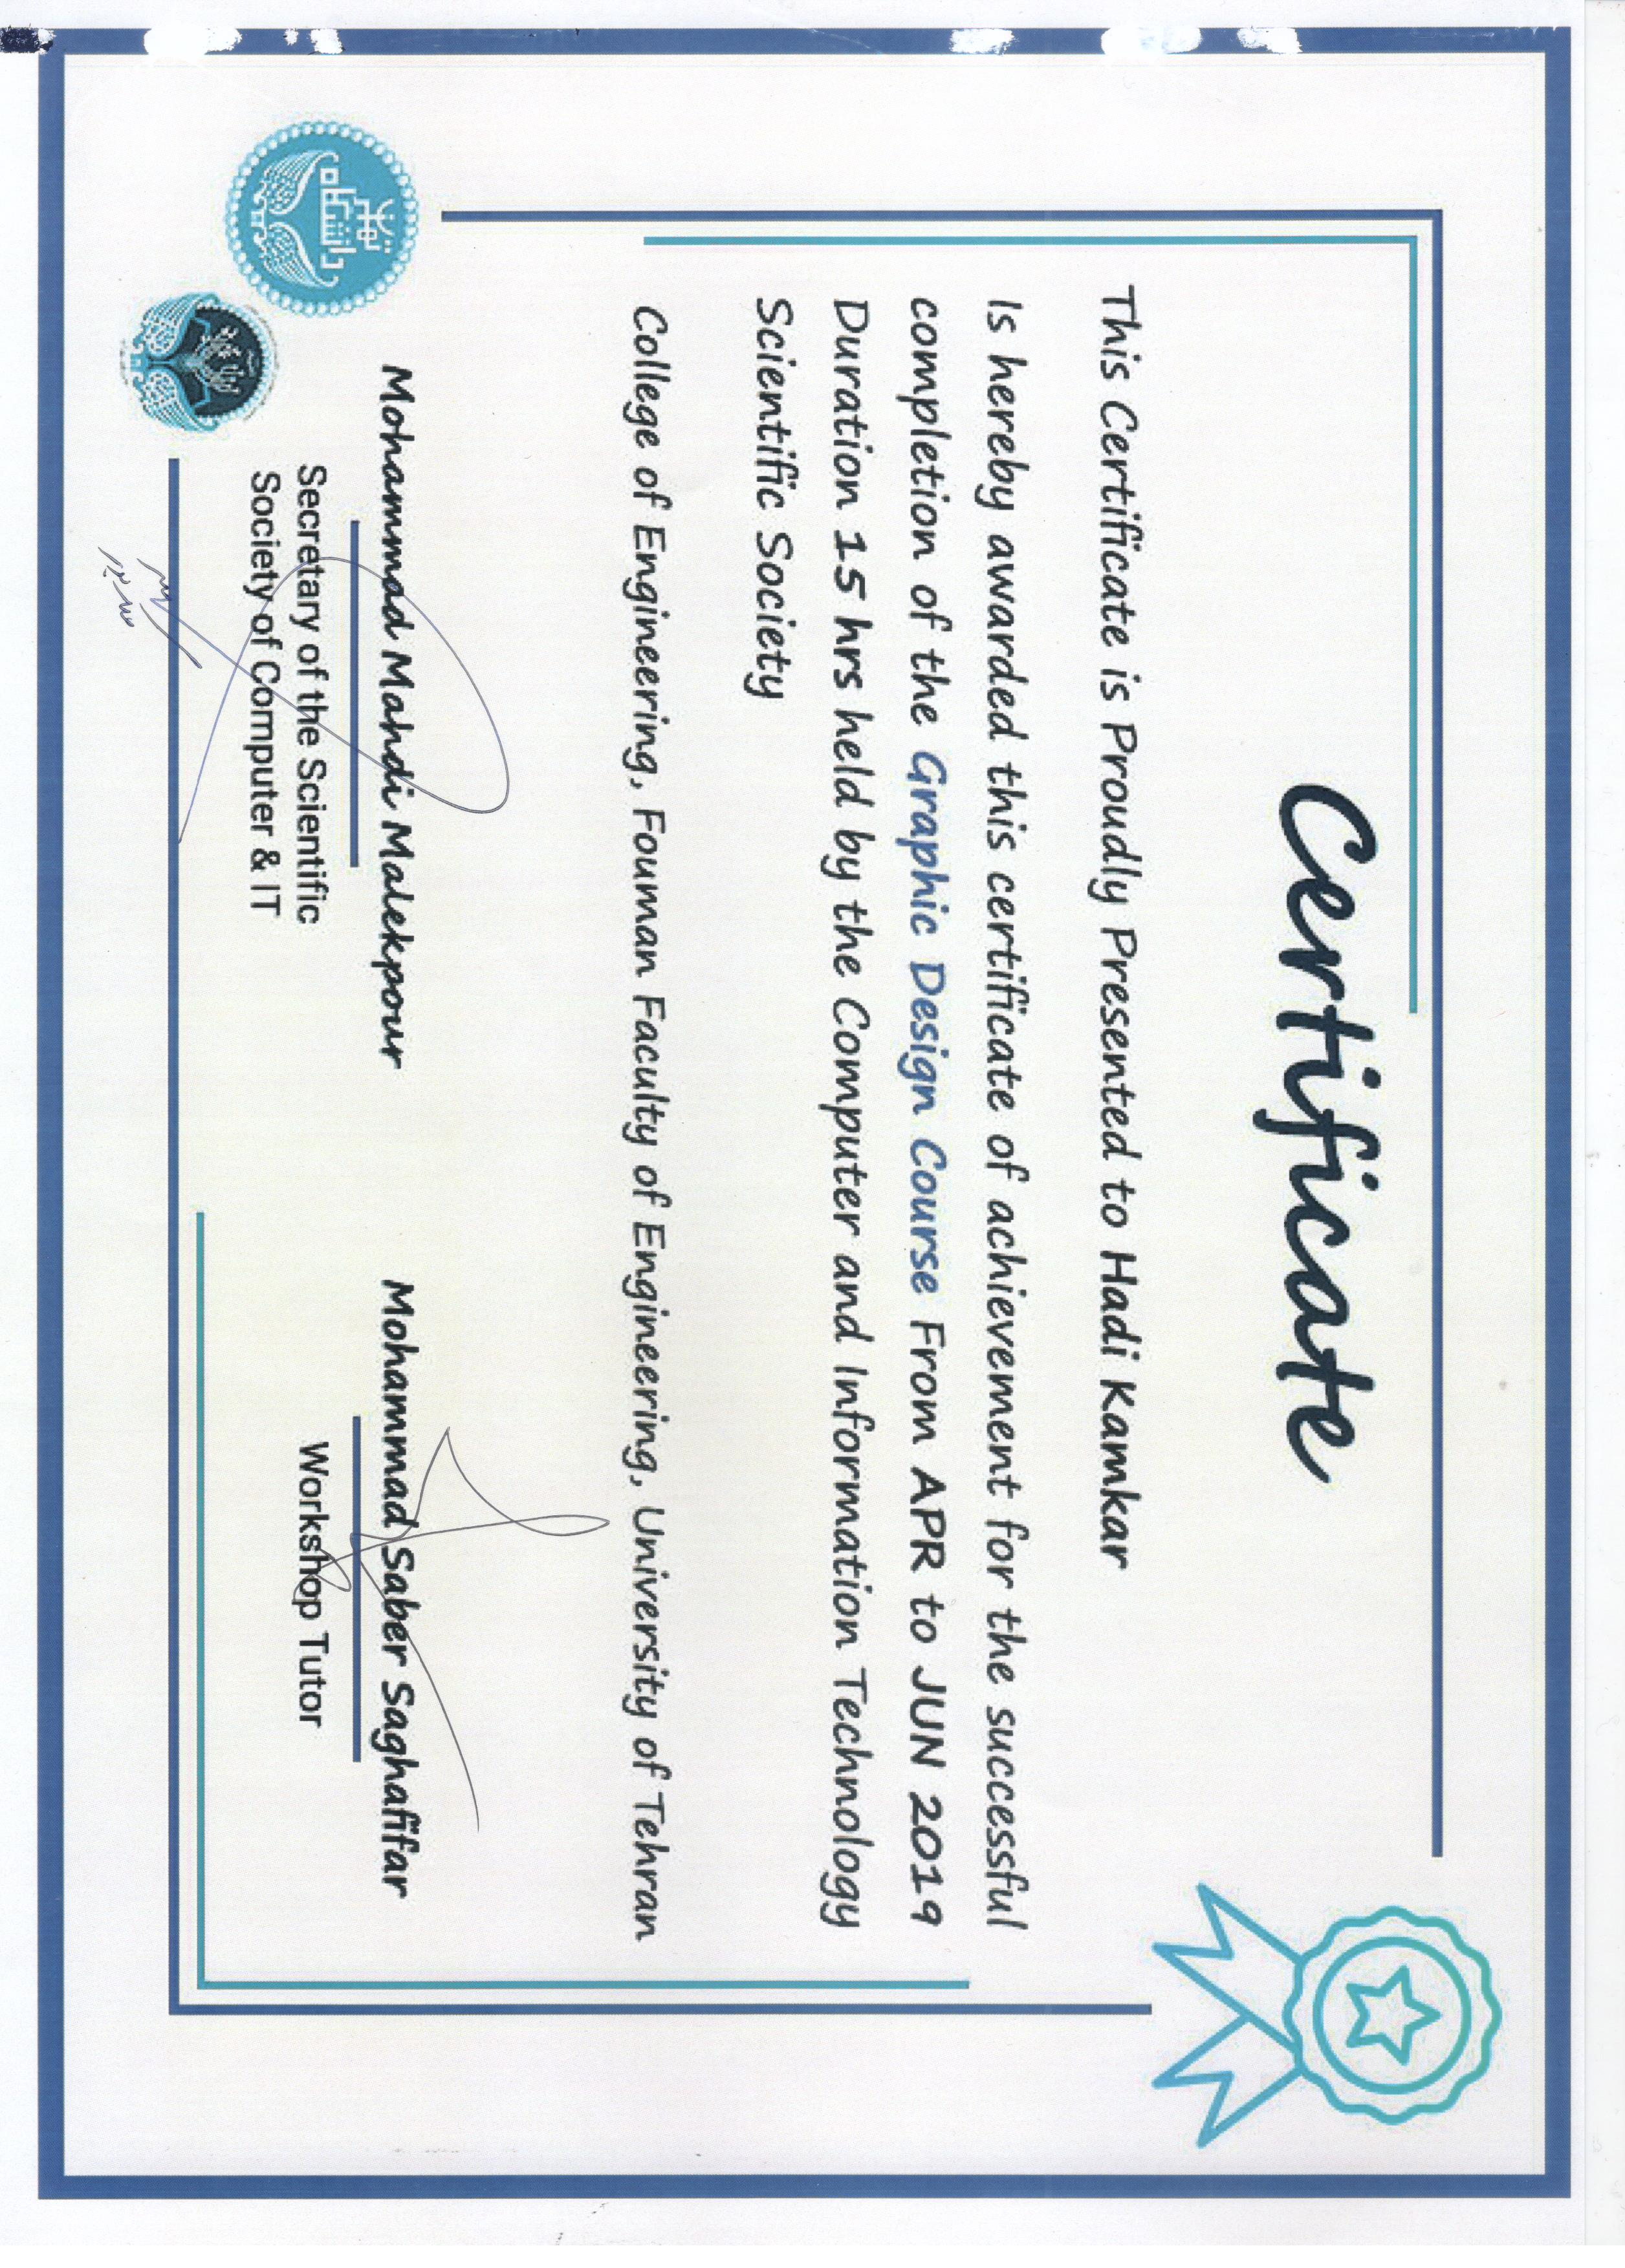 Certificate
This Certificate is Proudly Presented to Hadi Kamkar
Is hereby awarded this certificate of achievement for the successful
completion of the Graphic Design Course From APR to JUN 2019
Duration 15 hrs held by the Computer and Information Technology
Scientific Society
College of Engineering, Fouman Faculty of Engineering, University of Tehran
Mohammad Mahdi Malekpour
Secretary of the Scientific
Society of Computer & IT
Mohammad Saber Saghafifar
Workshop Tutor
دانشگاه
تهران
ملک‌پور